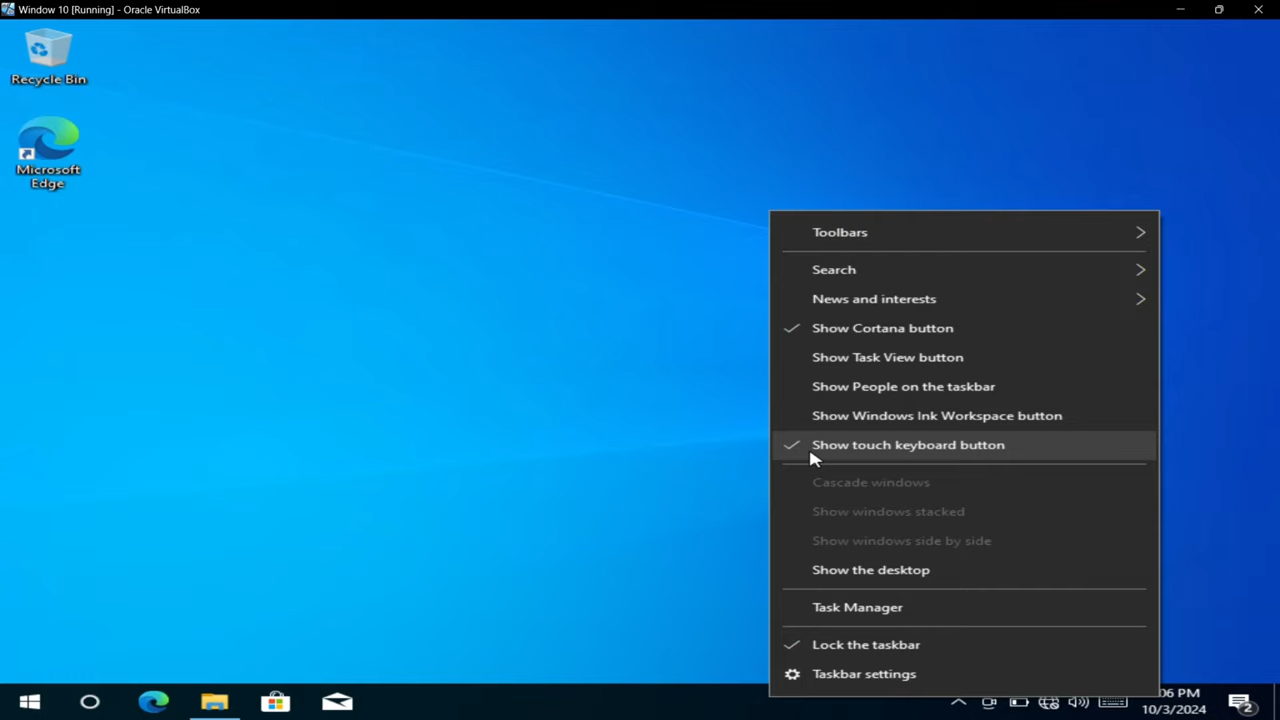 Window 10 [Running] - Oracle VirtualBox
Recycle Bin
Microsoft
Edge
Toolbars
Search
News and interests
Show Cortana button
Show Task View button
Show People on the taskbar
Show Windows Ink Workspace button
Show touch keyboard button
Cascade windows
Show windows stacked
Show windows side by side
Show the desktop
Task Manager
Lock the taskbar
Taskbar settings
:06 PM
10/3/2024
2